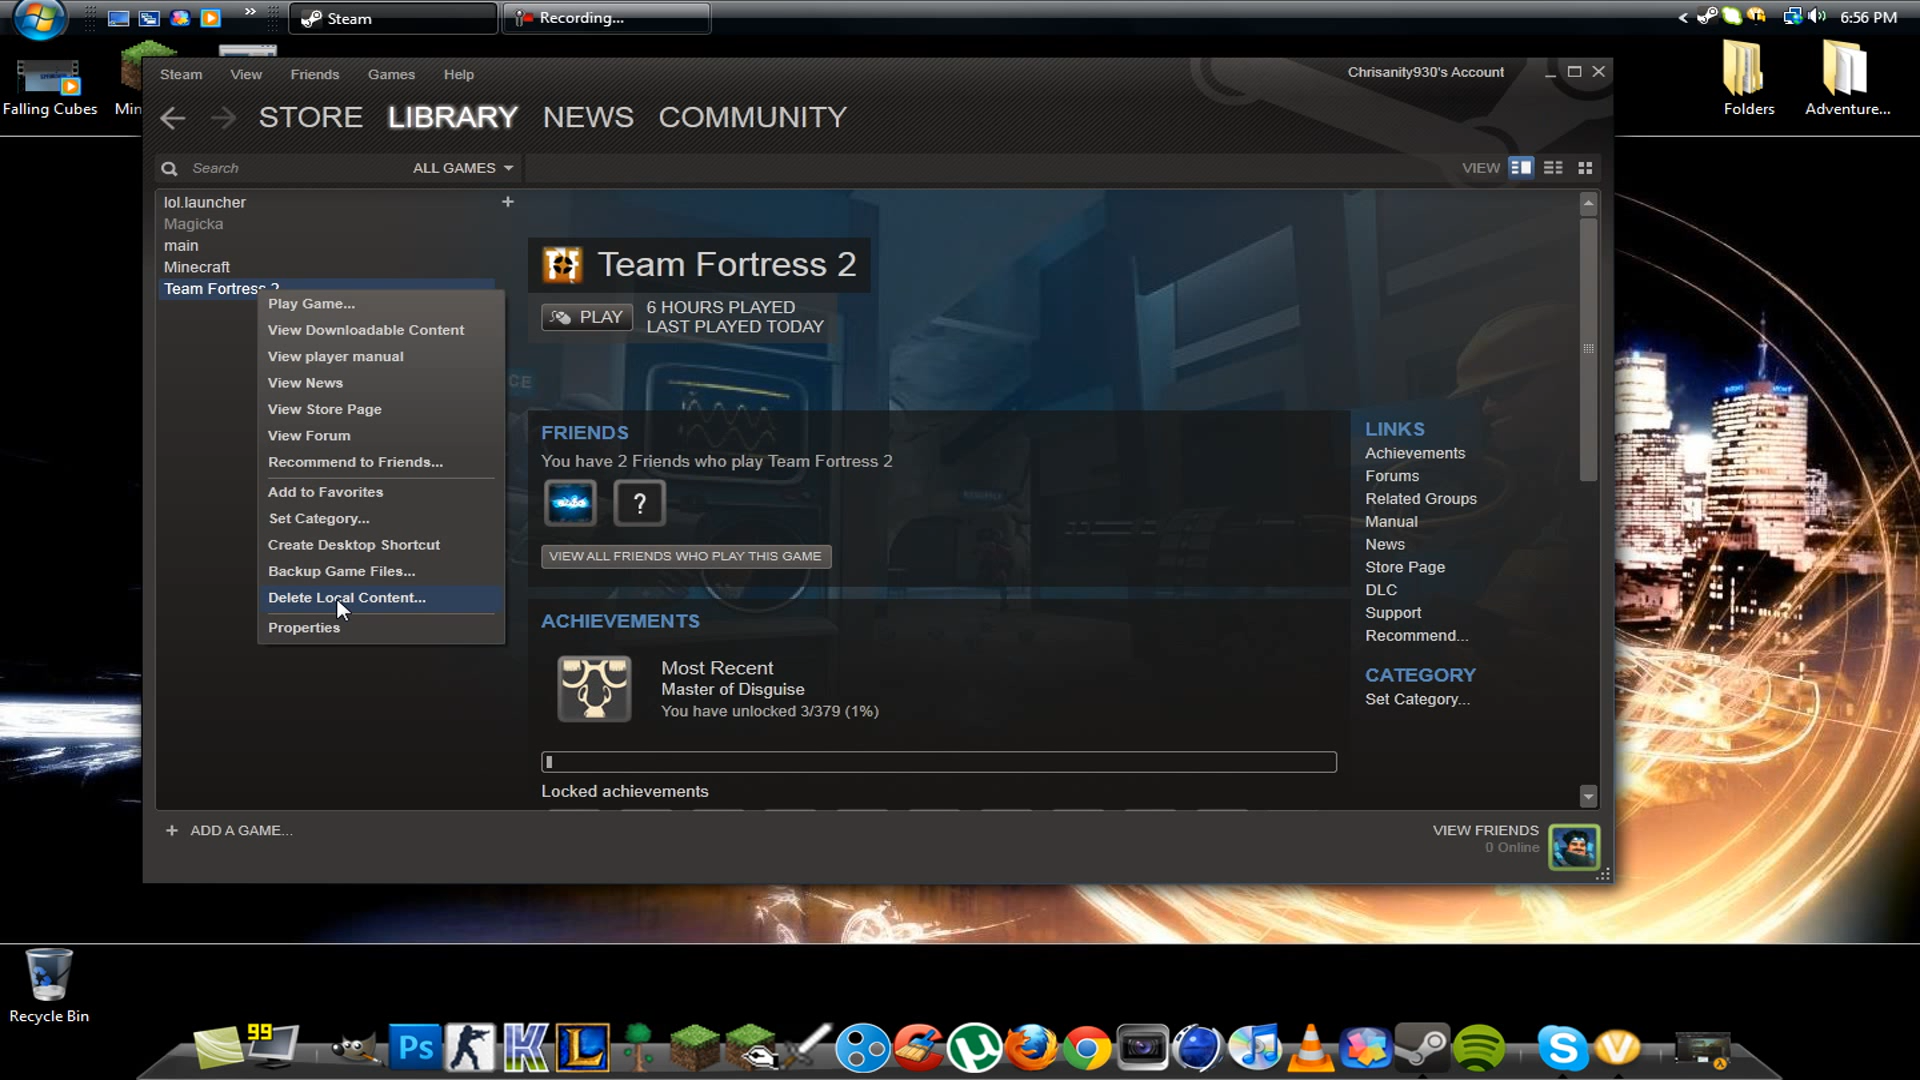 Steam
Recording...
6:56 PM
Falling Cubes
Min
Folders
Adventure...
Steam
View
Friends
Games
Help
Chrisanity930's Account
STORE
LIBRARY
NEWS
COMMUNITY
Search
ALL GAMES
VIEW
lol.launcher
Magicka
main
Minecraft
Team Fortress 2
Play Game...
View Downloadable Content
View player manual
View News
View Store Page
View Forum
Recommend to Friends...
Add to Favorites
Set Category...
Create Desktop Shortcut
Backup Game Files...
Delete Local Content...
Properties
Team Fortress 2
PLAY
6 HOURS PLAYED
LAST PLAYED TODAY
FRIENDS
You have 2 Friends who play Team Fortress 2
?
VIEW ALL FRIENDS WHO PLAY THIS GAME
ACHIEVEMENTS
Most Recent
Master of Disguise
You have unlocked 3/379 (1%)
Locked achievements
LINKS
Achievements
Forums
Related Groups
Manual
News
Store Page
DLC
Support
Recommend...
CATEGORY
Set Category...
+ ADD A GAME...
VIEW FRIENDS
0 Online
Recycle Bin
99
Ps
K
L
S
V